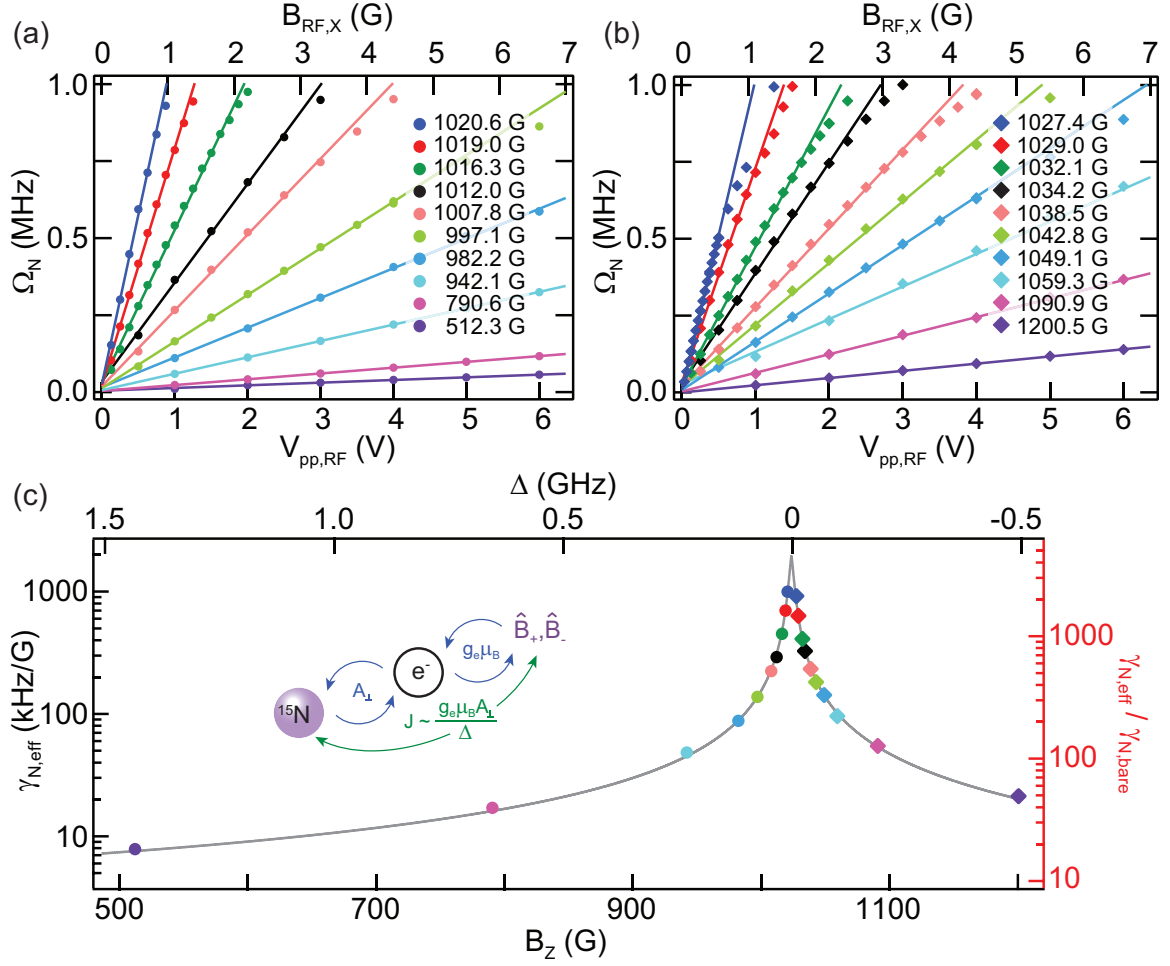 (a)
B_RF,X (G)
0 1 2 3 4 5 6 7
Ω_N (MHz)
1.0
0.5
0.0
1020.6 G
1019.0 G
1016.3 G
1012.0 G
1007.8 G
997.1 G
982.2 G
942.1 G
790.6 G
512.3 G
0 1 2 3 4 5 6
V_pp,RF (V)
(b)
B_RF,X (G)
0 1 2 3 4 5 6 7
Ω_N (MHz)
1.0
0.5
0.0
1027.4 G
1029.0 G
1032.1 G
1034.2 G
1038.5 G
1042.8 G
1049.1 G
1059.3 G
1090.9 G
1200.5 G
0 1 2 3 4 5 6
V_pp,RF (V)
(c)
Δ (GHz)
1.5 1.0 0.5 0 -0.5
γ_N,eff (kHz/G)
1000
100
10
¹⁵N
A_⊥
e⁻
g_eμ_B
B̂_+,B̂_-
J ~ g_eμ_BA_⊥
Δ
1000
100
10
γ_N,eff / γ_N,bare
500 700 900 1100
B_Z (G)